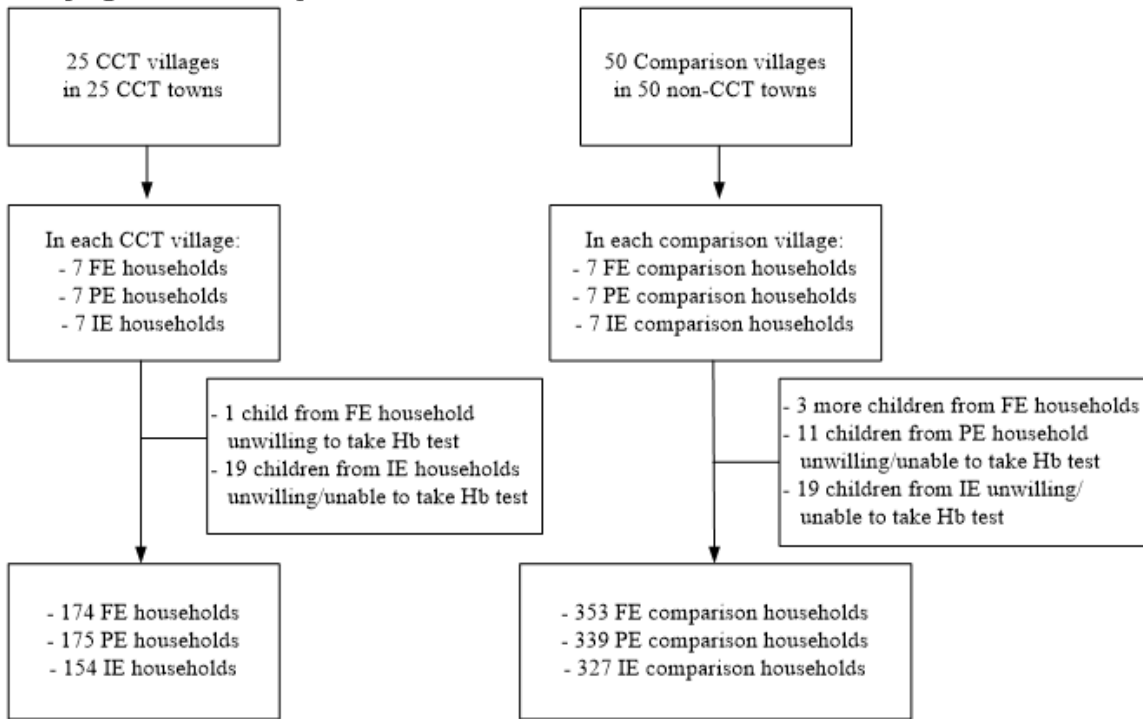 25 CCT villages
in 25 CCT towns
50 Comparison villages
in 50 non-CCT towns
In each CCT village:
- 7 FE households
- 7 PE households
- 7 IE households
In each comparison village:
- 7 FE comparison households
- 7 PE comparison households
- 7 IE comparison households
- 1 child from FE household
unwilling to take Hb test
- 19 children from IE households
unwilling/unable to take Hb test
- 3 more children from FE households
- 11 children from PE household
unwilling/unable to take Hb test
- 19 children from IE unwilling/
unable to take Hb test
- 174 FE households
- 175 PE households
- 154 IE households
- 353 FE comparison households
- 339 PE comparison households
- 327 IE comparison households